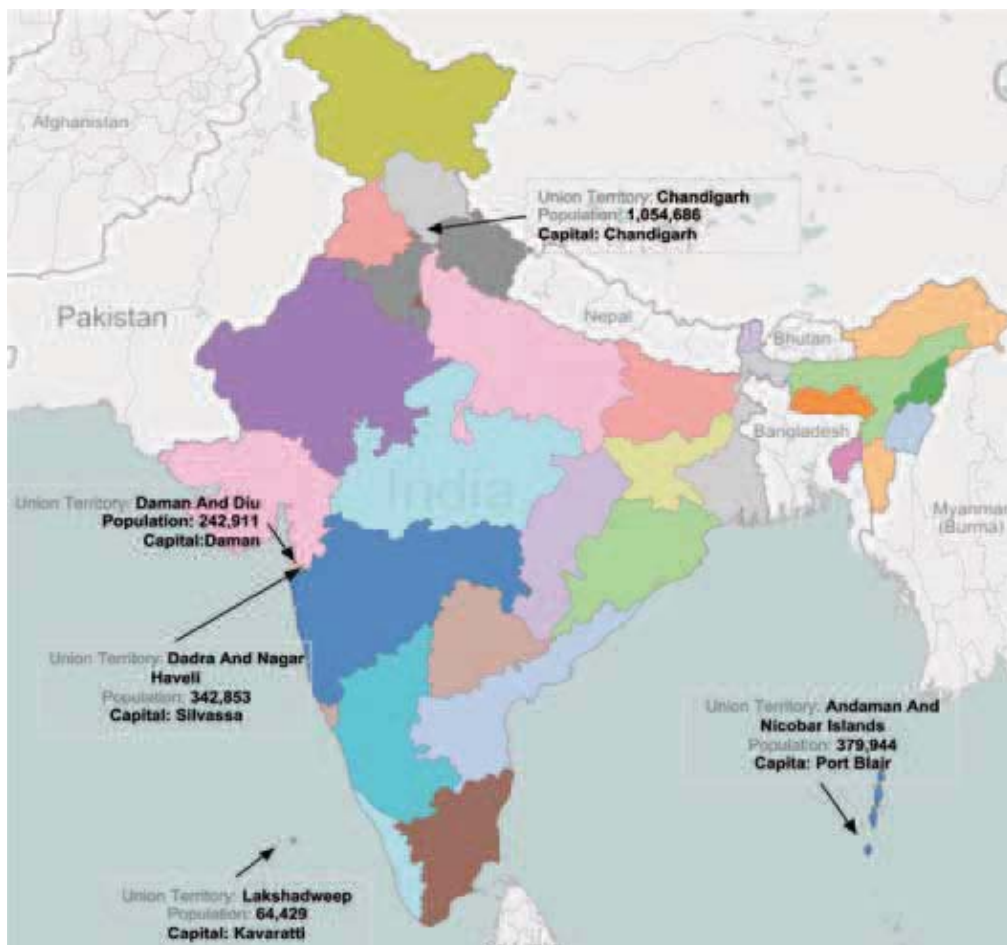 Afghanistan
Union Territory: Chandigarh
Population: 1,054,686
Capital: Chandigarh
Pakistan
Nepal
Bhutan
Bangladesh
India
Myanmar
(Burma)
Union Territory: Daman And Diu
Population: 242,911
Capital:Daman
Union Territory: Dadra And Nagar
Haveli
Population: 342,853
Capital: Silvassa
Union Territory: Andaman And
Nicobar Islands
Population: 379,944
Capita: Port Blair
Union Territory: Lakshadweep
Population: 64,429
Capital: Kavaratti